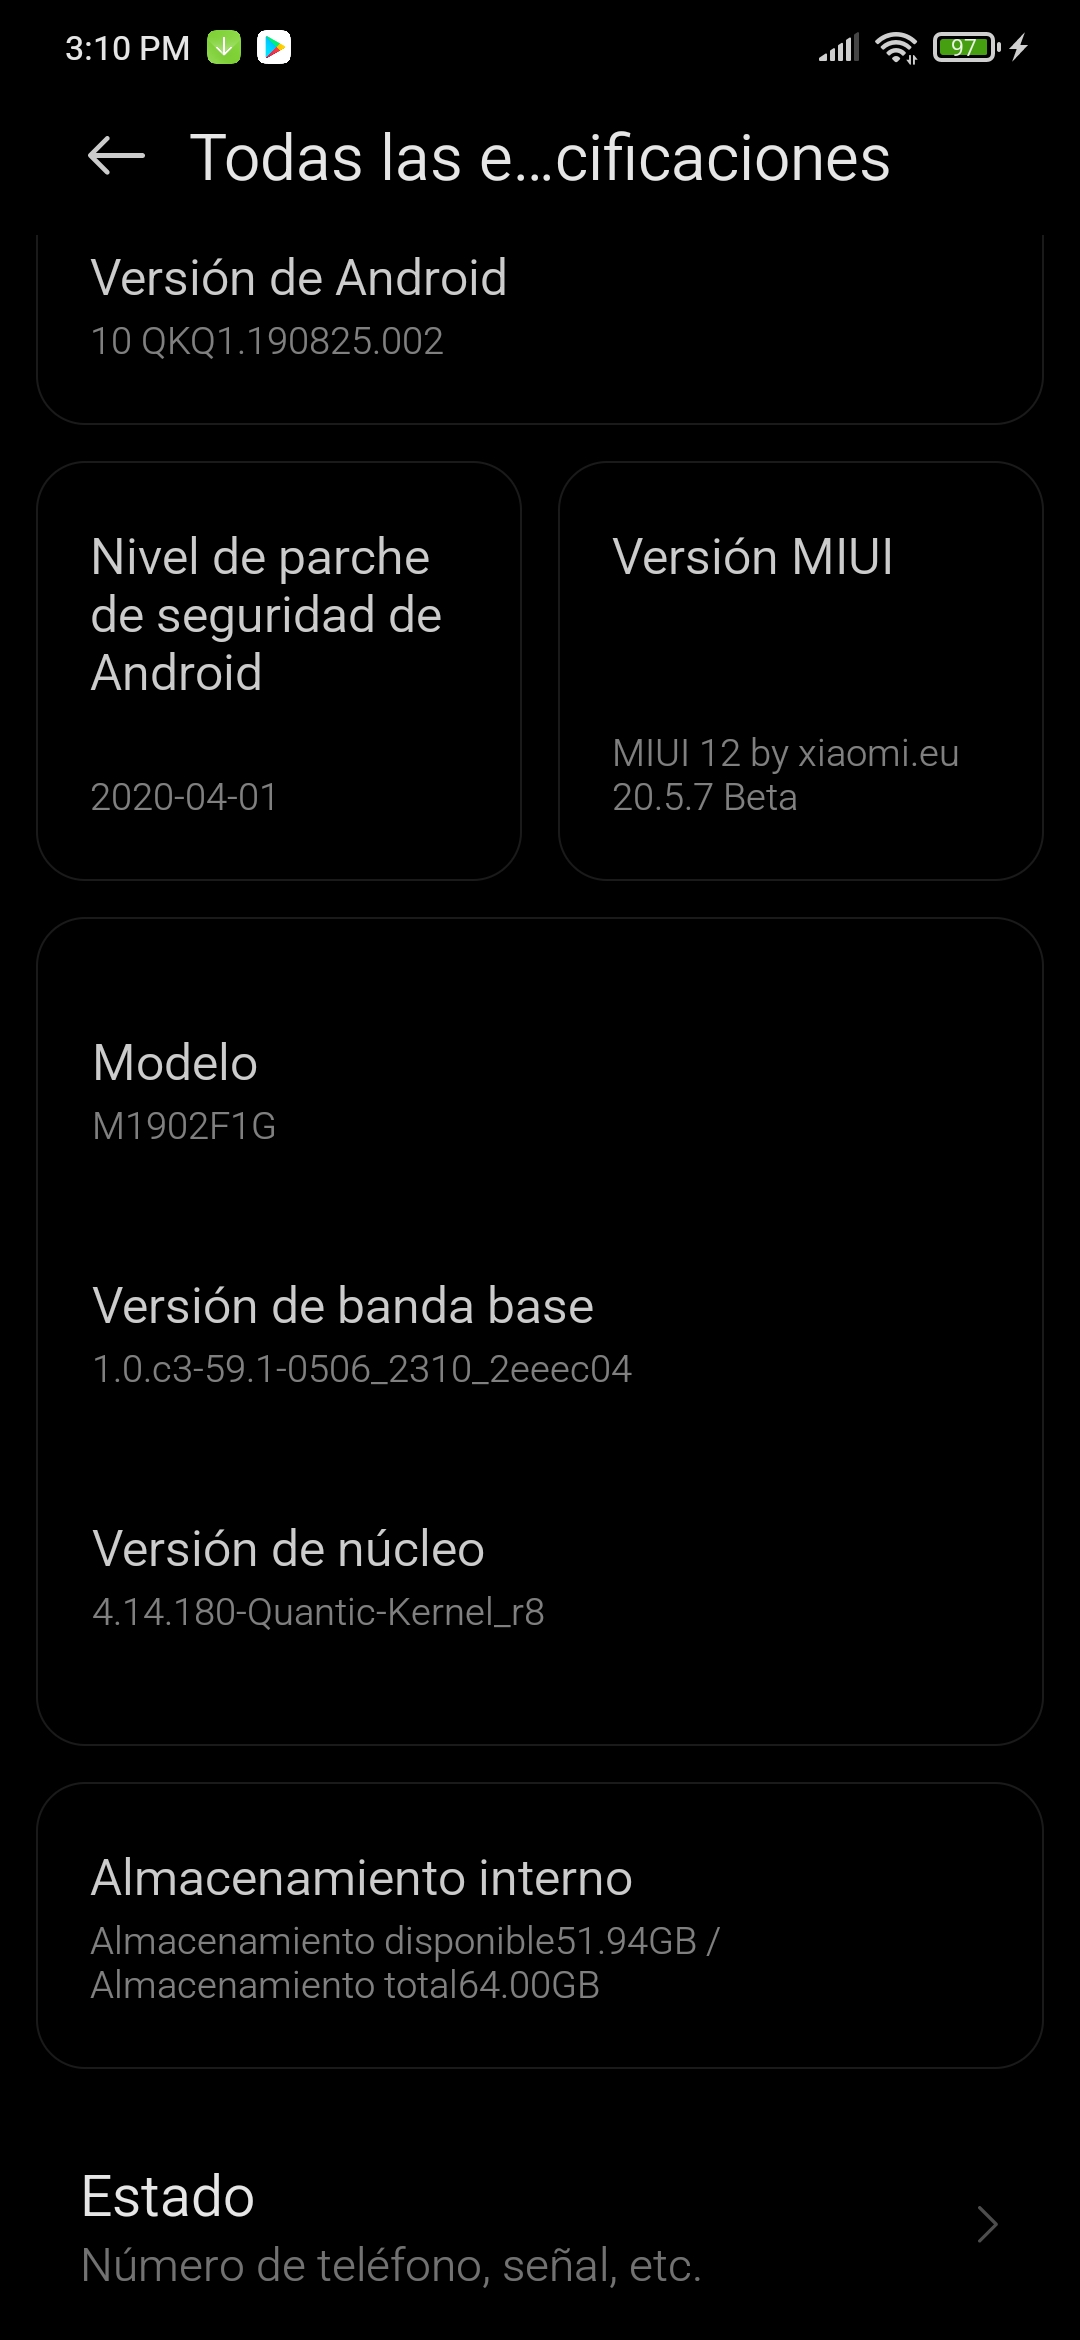 3:10 PM
97
Todas las e...cificaciones
Versión de Android
10 QKQ1.190825.002
Nivel de parche
de seguridad de
Android
2020-04-01
Versión MIUI
MIUI 12 by xiaomi.eu
20.5.7 Beta
Modelo
M1902F1G
Versión de banda base
1.0.c3-59.1-0506_2310_2eeec04
Versión de núcleo
4.14.180-Quantic-Kernel_r8
Almacenamiento interno
Almacenamiento disponible51.94GB /
Almacenamiento total64.00GB
Estado
Número de teléfono, señal, etc.